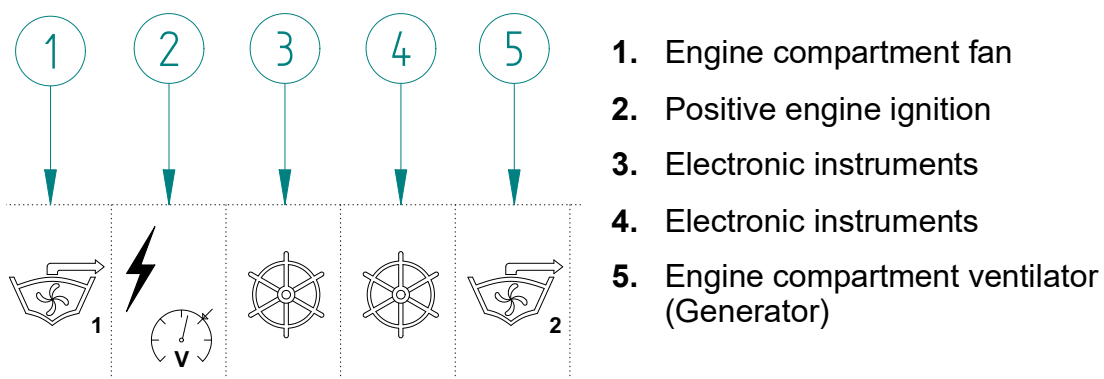 1 2 3 4 5
1. Engine compartment fan
2. Positive engine ignition
3. Electronic instruments
4. Electronic instruments
5. Engine compartment ventilator
(Generator)
1 V 2